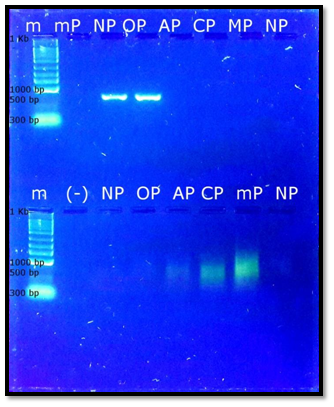 m mP NP OP AP CP MP NP
1 Kb
1000 bp
500 bp
300 bp
m (-) NP OP AP CP mP NP
1 Kb
1000 bp
500 bp
300 bp